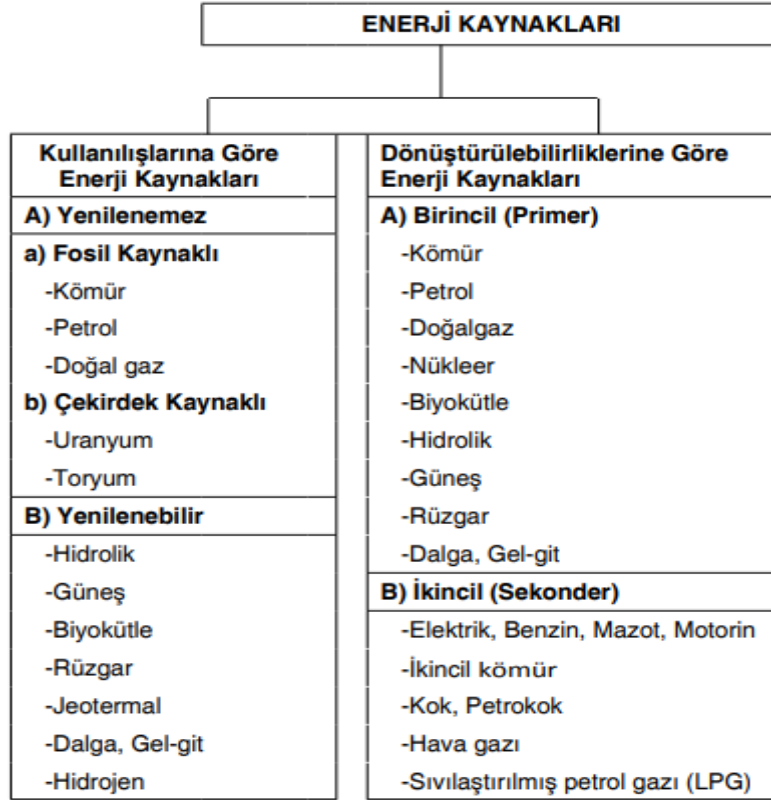 ENERJİ KAYNAKLARI
Kullanılışlarına Göre
Enerji Kaynakları
A) Yenilenemez
a) Fosil Kaynaklı
-Kömür
-Petrol
-Doğal gaz
b) Çekirdek Kaynaklı
-Uranyum
-Toryum
B) Yenilenebilir
-Hidrolik
-Güneş
-Biyokütle
-Rüzgar
-Jeotermal
-Dalga, Gel-git
-Hidrojen
Dönüştürülebilirliklerine Göre
Enerji Kaynakları
A) Birincil (Primer)
-Kömür
-Petrol
-Doğalgaz
-Nükleer
-Biyokütle
-Hidrolik
-Güneş
-Rüzgar
-Dalga, Gel-git
B) İkincil (Sekonder)
-Elektrik, Benzin, Mazot, Motorin
-İkincil kömür
-Kok, Petrokok
-Hava gazı
-Sıvılaştırılmış petrol gazı (LPG)